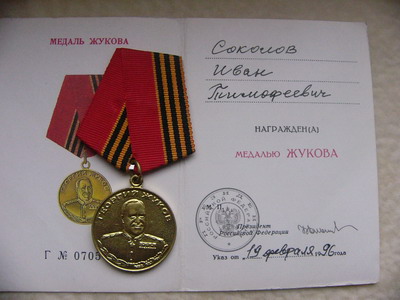 МЕДАЛЬ ЖУКОВА
ГЕОРГИЙ ЖУКОВ
Г № 0705
Соколов
Иван
Тимофеевич
НАГРАЖДЕН(А)
МЕДАЛЬЮ ЖУКОВА
М. П.
Президент
Российской Федерации
Указ от 19 февраля 1996 года